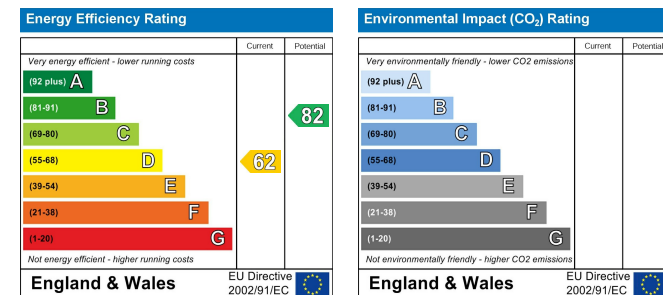 Energy Efficiency Rating
Current Potential
Very energy efficient - lower running costs
(92 plus) A
(81-91) B
(69-80) C
(55-68) D
(39-54) E
(21-38) F
(1-20) G
82
62
Not energy efficient - higher running costs
England & Wales
EU Directive
2002/91/EC
Environmental Impact (CO₂) Rating
Current Potential
Very environmentally friendly - lower CO2 emissions
(92 plus) A
(81-91) B
(69-80) C
(55-68) D
(39-54) E
(21-38) F
(1-20) G
Not environmentally friendly - higher CO2 emissions
England & Wales
EU Directive
2002/91/EC